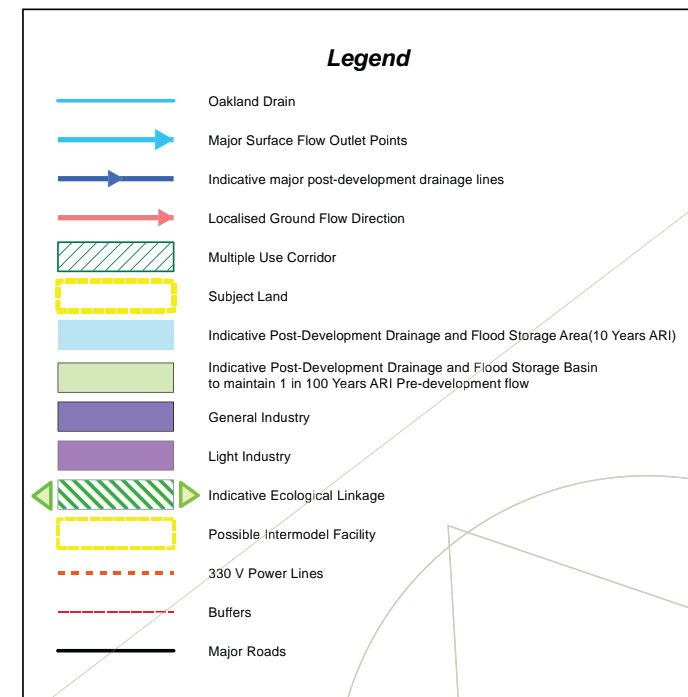 Legend
Oakland Drain
Major Surface Flow Outlet Points
Indicative major post-development drainage lines
Localised Ground Flow Direction
Multiple Use Corridor
Subject Land
Indicative Post-Development Drainage and Flood Storage Area(10 Years ARI)
Indicative Post-Development Drainage and Flood Storage Basin
to maintain 1 in 100 Years ARI Pre-development flow
General Industry
Light Industry
Indicative Ecological Linkage
Possible Intermodel Facility
330 V Power Lines
Buffers
Major Roads